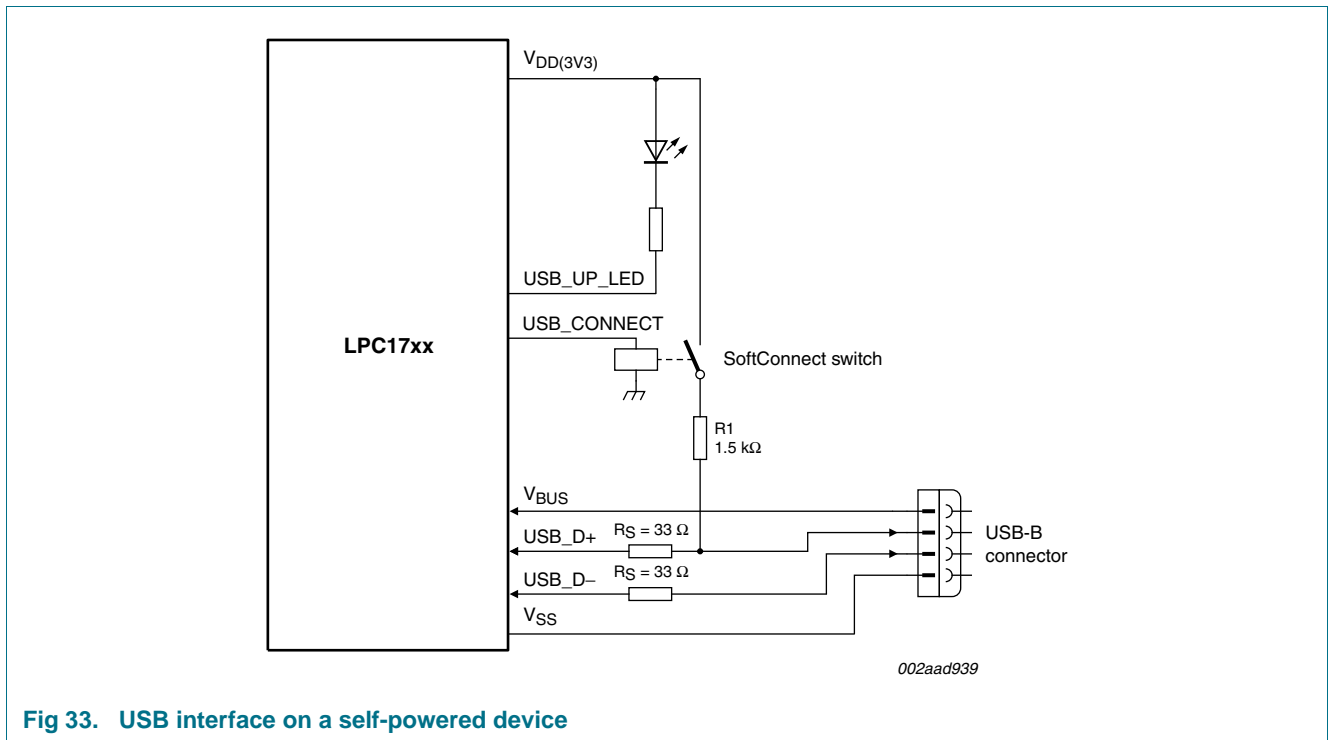 VDD(3V3)
USB_UP_LED
USB_CONNECT
LPC17xx
SoftConnect switch
R1
1.5 kΩ
VBUS
USB_D+
RS = 33 Ω
USB_D−
RS = 33 Ω
VSS
USB-B
connector
002aad939
Fig 33. USB interface on a self-powered device